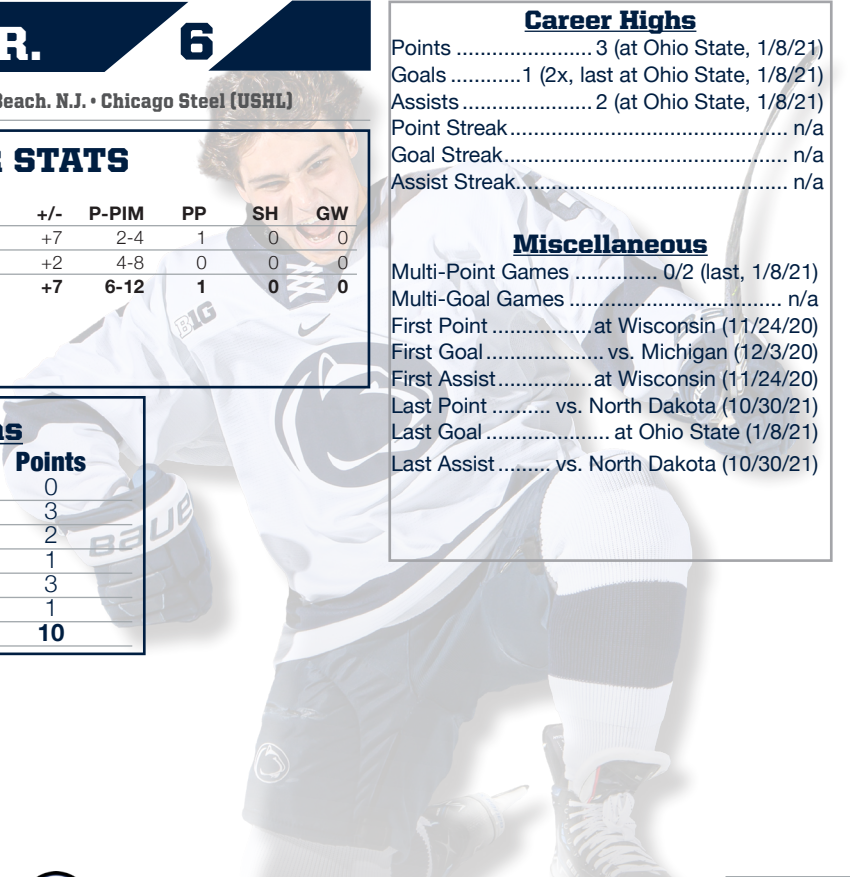 R. 6
Beach. N.J. • Chicago Steel (USHL)
STATS
+/- P-PIM PP SH GW
+7 2-4 1 0 0
+2 4-8 0 0 0
+7 6-12 1 0 0
Points
0
3
2
1
3
1
10
Career Highs
Points ...................... 3 (at Ohio State, 1/8/21)
Goals ............1 (2x, last at Ohio State, 1/8/21)
Assists ..................... 2 (at Ohio State, 1/8/21)
Point Streak............................................. n/a
Goal Streak.............................................. n/a
Assist Streak............................................ n/a
Miscellaneous
Multi-Point Games ............. 0/2 (last, 1/8/21)
Multi-Goal Games ................................... n/a
First Point ................at Wisconsin (11/24/20)
First Goal................... vs. Michigan (12/3/20)
First Assist...............at Wisconsin (11/24/20)
Last Point .......... vs. North Dakota (10/30/21)
Last Goal .................... at Ohio State (1/8/21)
Last Assist......... vs. North Dakota (10/30/21)
B1G
BAUE